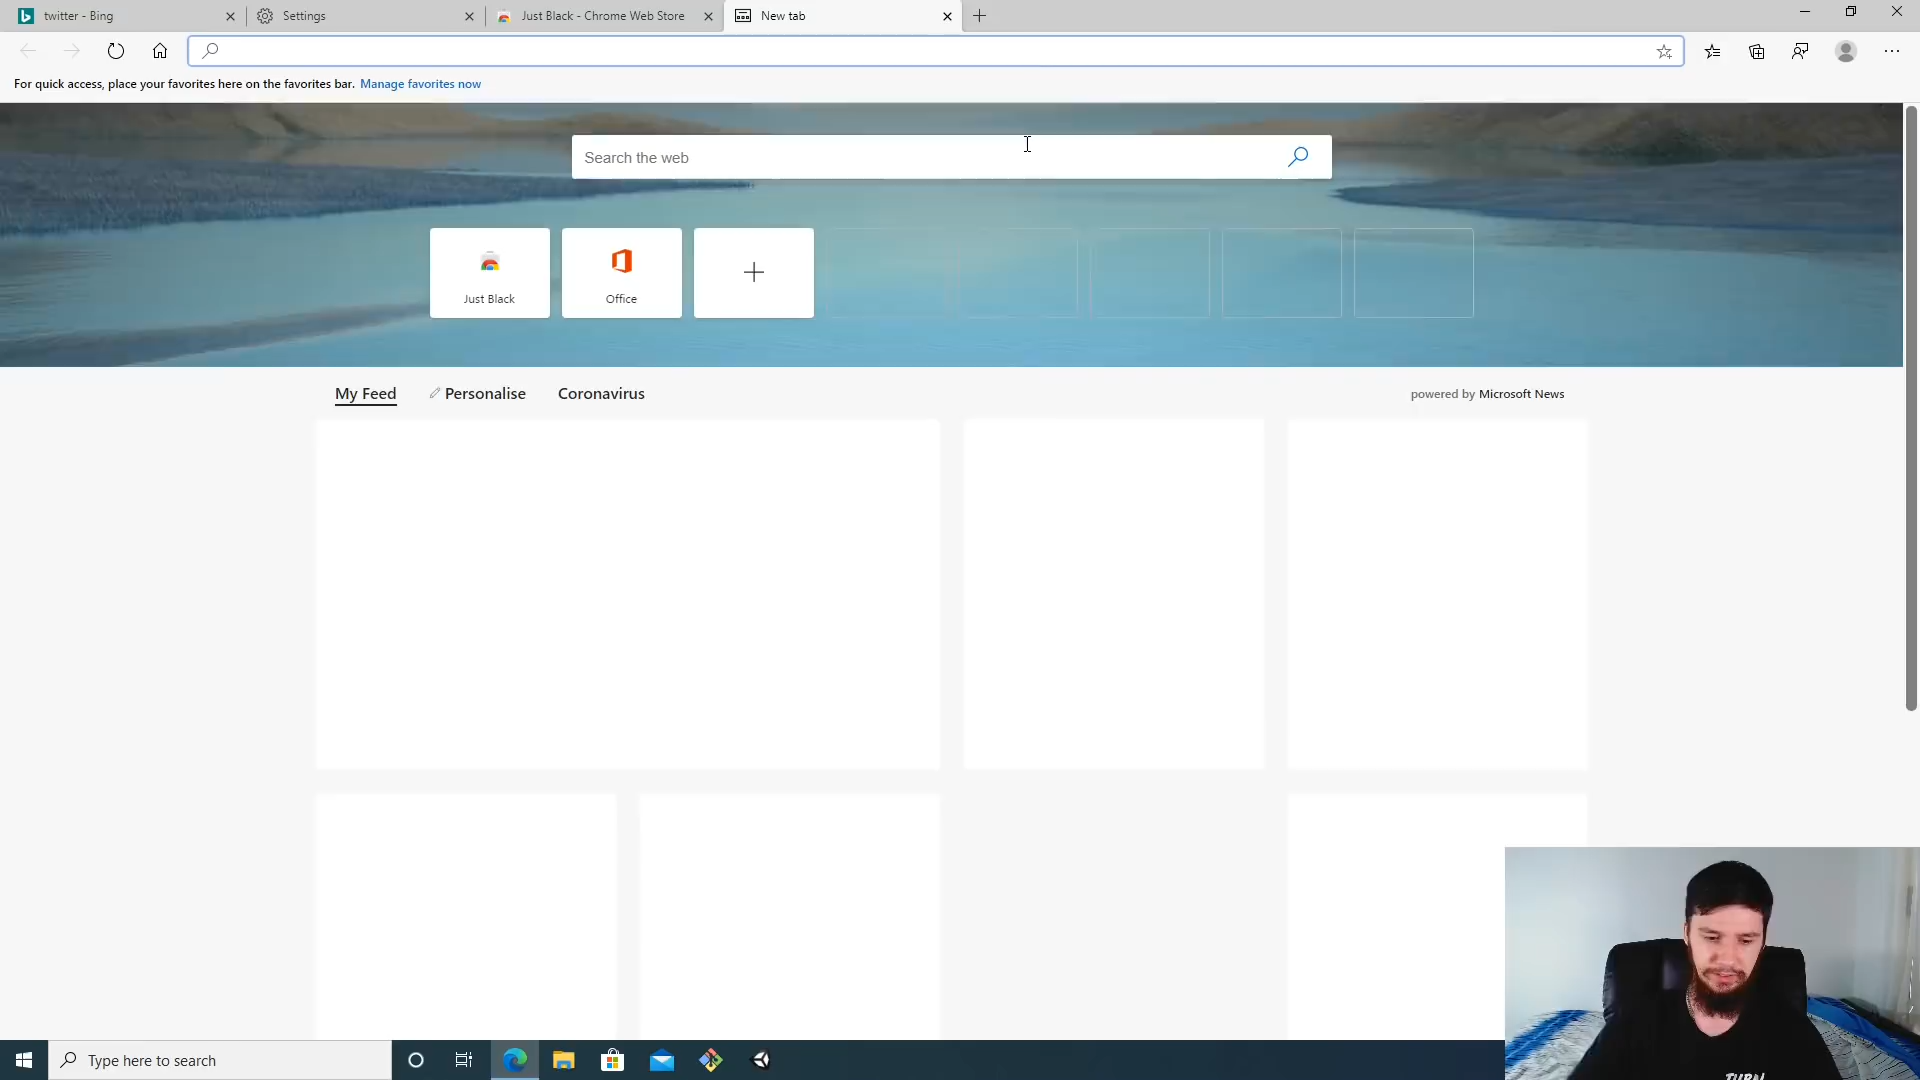 twitter - Bing
Settings
Just Black - Chrome Web Store
New tab
For quick access, place your favorites here on the favorites bar. Manage favorites now
Search the web
Just Black
Office
My Feed
Personalise
Coronavirus
powered by Microsoft News
Type here to search
TURN